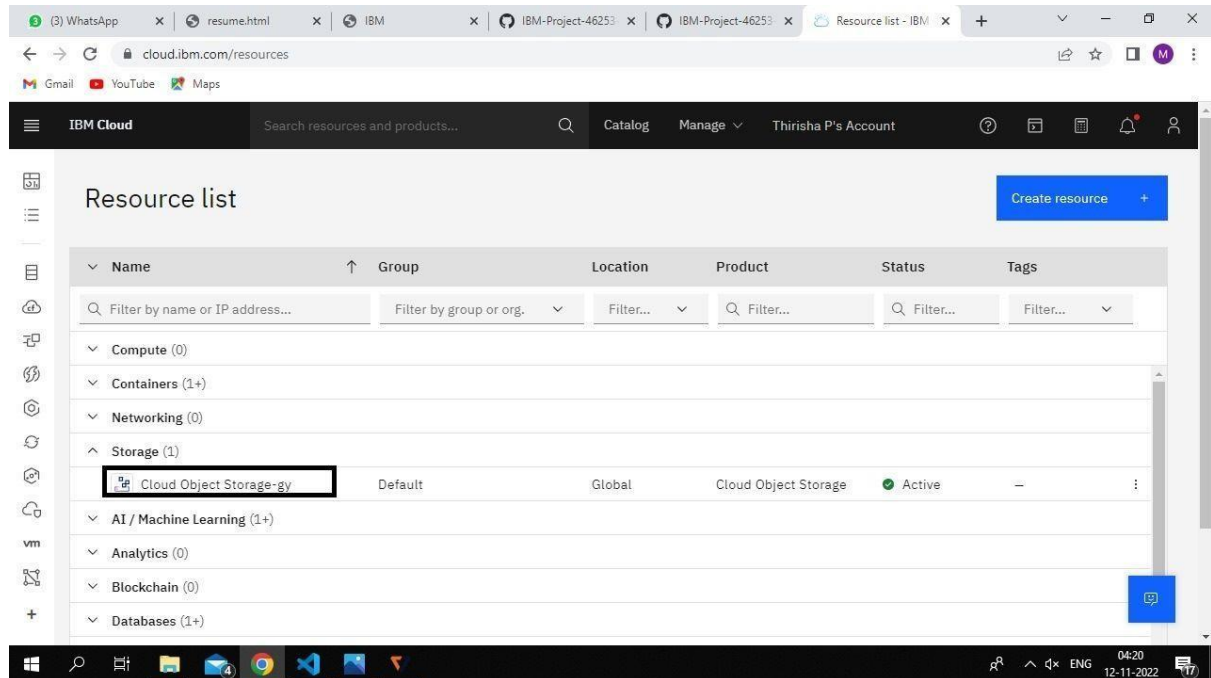 (3) WhatsApp resume.html IBM IBM-Project-46253- IBM-Project-46253- Resource list - IBM
cloud.ibm.com/resources M
Gmail YouTube Maps
IBM Cloud Search resources and products... Catalog Manage Thirisha P's Account
Resource list Create resource +
Name Group Location Product Status Tags
Filter by name or IP address... Filter by group or org. Filter... Filter... Filter... Filter...
Compute (0)
Containers (1+)
Networking (0)
Storage (1)
Cloud Object Storage-gy Default Global Cloud Object Storage Active –
AI / Machine Learning (1+)
vm
Analytics (0)
Blockchain (0)
Databases (1+)
4 ENG 04:20
12-11-2022 17